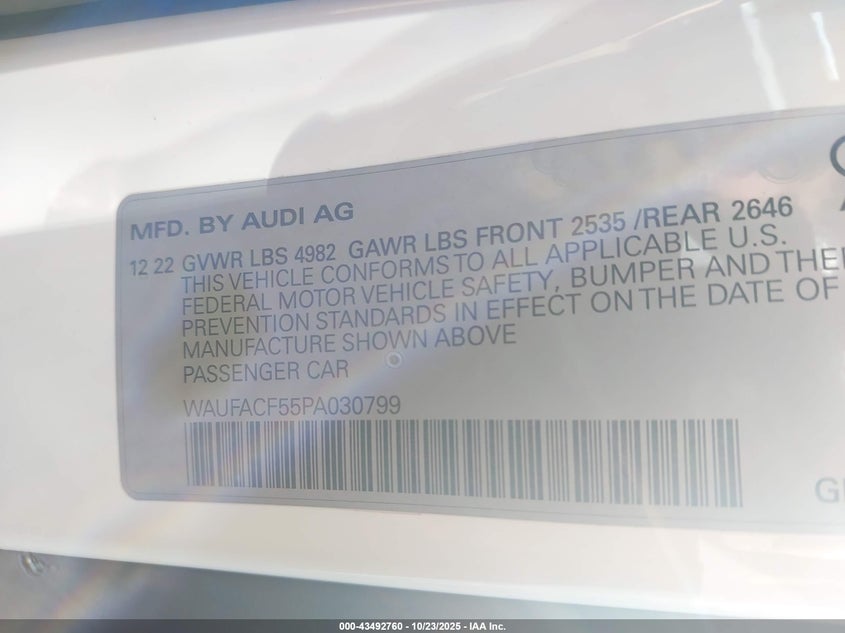 MFD. BY AUDI AG
12 22 GVWR LBS 4982 GAWR LBS FRONT 2535 /REAR 2646
THIS VEHICLE CONFORMS TO ALL APPLICABLE U.S.
FEDERAL MOTOR VEHICLE SAFETY, BUMPER AND THE
PREVENTION STANDARDS IN EFFECT ON THE DATE OF
MANUFACTURE SHOWN ABOVE
PASSENGER CAR
WAUFACF55PA030799
000-43492760 - 10/23/2025 - IAA Inc.